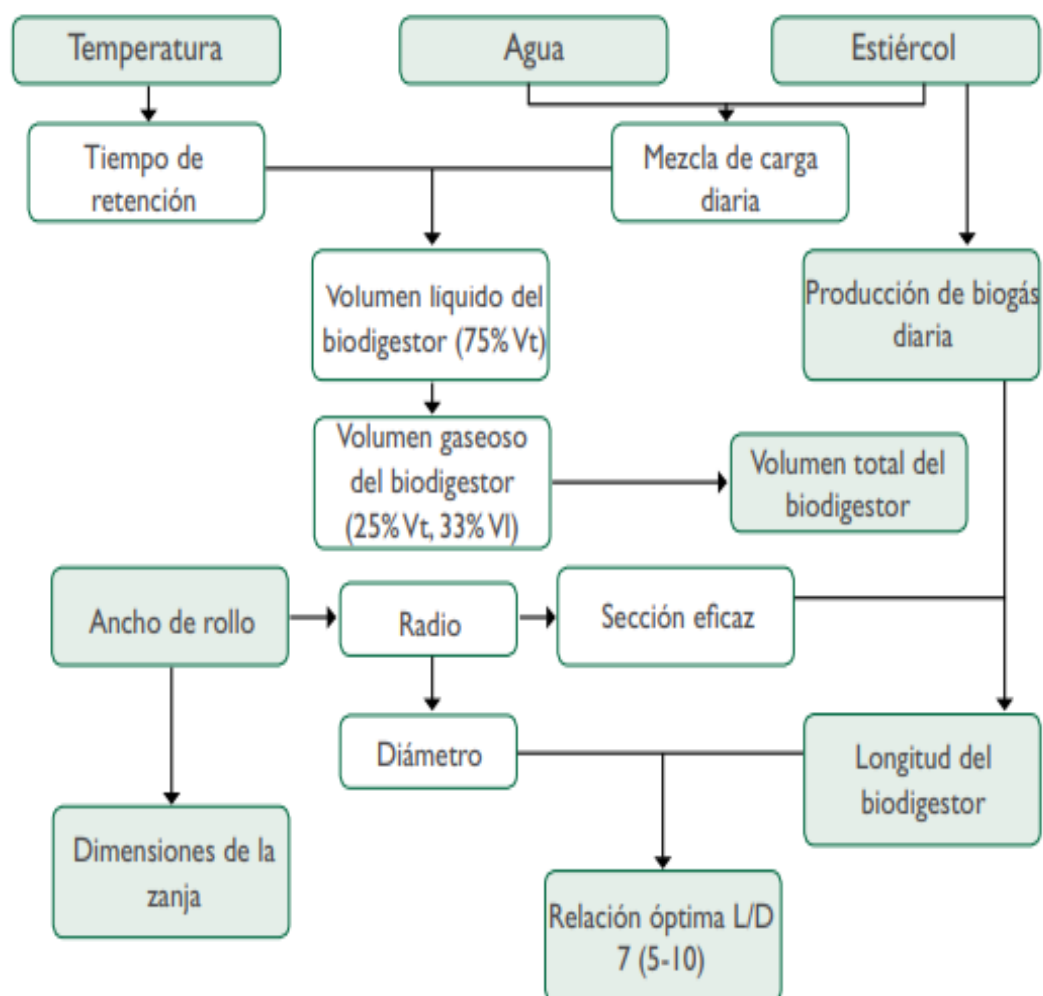 Temperatura
Agua
Estiércol
Tiempo de
retención
Mezcla de carga
diaria
Volumen líquido del
biodigestor (75% Vt)
Producción de biogás
diaria
Volumen gaseoso
del biodigestor
(25% Vt, 33% Vl)
Volumen total del
biodigestor
Ancho de rollo
Radio
Sección eficaz
Diámetro
Longitud del
biodigestor
Dimensiones de la
zanja
Relación óptima L/D
7 (5-10)